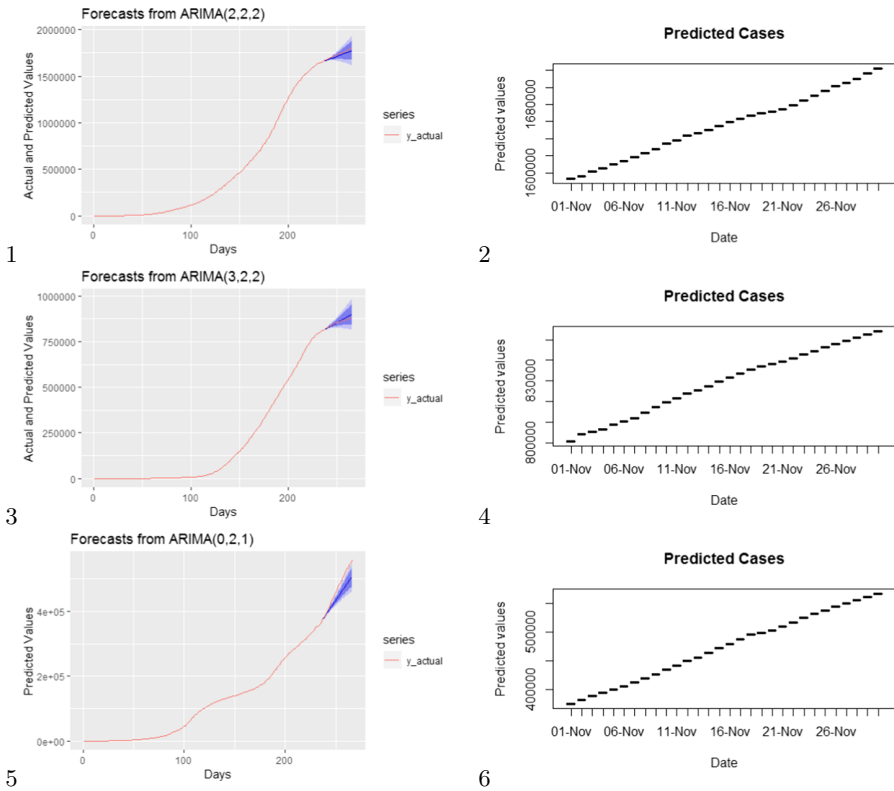 Forecasts from ARIMA(2,2,2)
Actual and Predicted Values
2000000
1500000
1000000
500000
0
0 200
Days
series
y_actual
1
Predicted Cases
Predicted values
1680000
1600000
01-Nov 06-Nov 11-Nov 16-Nov 21-Nov 26-Nov
Date
2
Forecasts from ARIMA(3,2,2)
Actual and Predicted Values
1000000
750000
500000
250000
0
0 100 200
Days
series
y_actual
3
Predicted Cases
Predicted values
830000
800000
01-Nov 06-Nov 11-Nov 16-Nov 21-Nov 26-Nov
Date
4
Forecasts from ARIMA(0,2,1)
Predicted Values
4e+05
2e+05
0e+00
0 100 200
Days
series
y_actual
5
Predicted Cases
Predicted values
500000
400000
01-Nov 06-Nov 11-Nov 16-Nov 21-Nov 26-Nov
Date
6